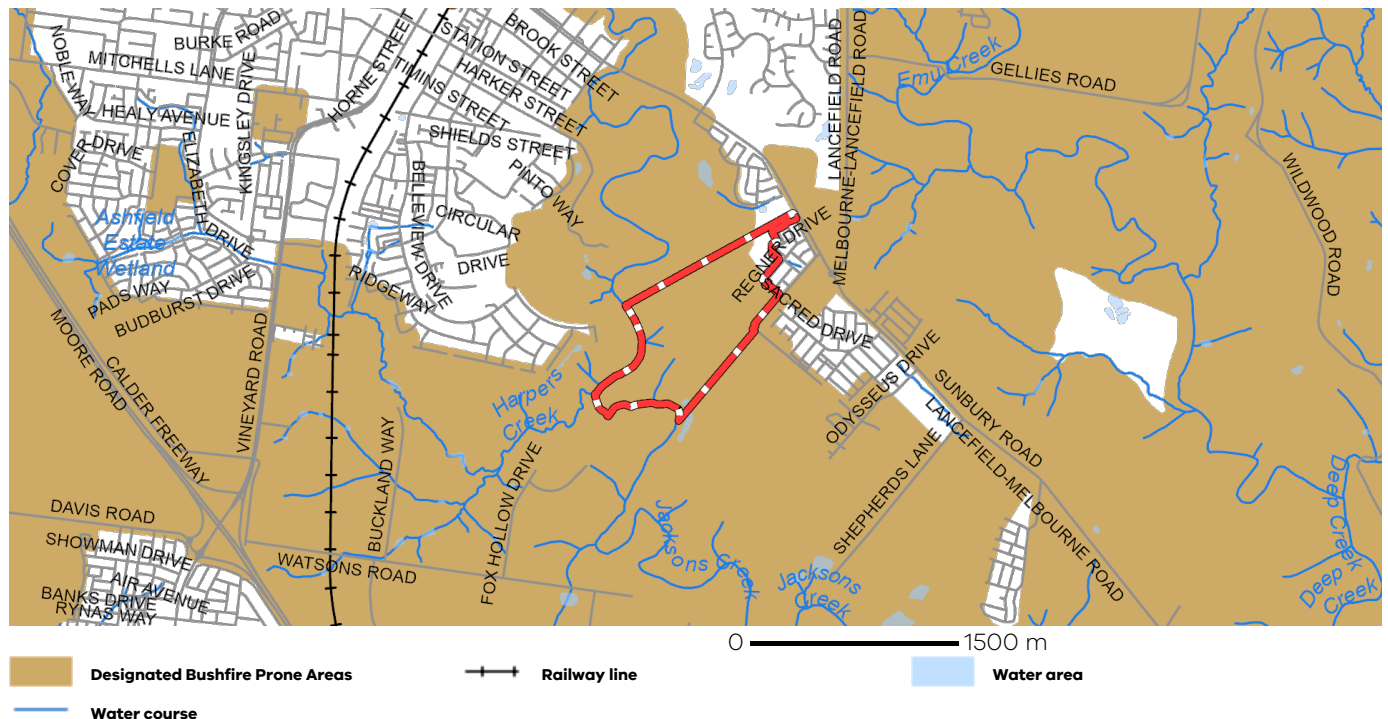 NOBLE WAY
BURKE ROAD
MITCHELLS LANE
HEALY AVENUE
KINGSLEY DRIVE
HORNE STREET
STATION STREET
BROOK STREET
HARKER STREET
TIMINS STREET
SHIELDS STREET
PINTO WAY
LANCEFIELD ROAD
MELBOURNE-LANCEFIELD ROAD
Emu Creek
GELLIES ROAD
WILDWOOD ROAD
COVER DRIVE
ELIZABETH DRIVE
BELLEVIEW DRIVE
CIRCULAR
DRIVE
Ashfield
Estate
Wetland
PADS WAY
BUDBURST DRIVE
RIDGEWAY
REGNIER DRIVE
SACRED DRIVE
MOORE ROAD
CALDER FREEWAY
VINEYARD ROAD
Harpers
Creek
ODYSSEUS DRIVE
SUNBURY ROAD
LANCEFIELD-MELBOURNE ROAD
SHEPHERDS LANE
BUCKLAND WAY
FOX HOLLOW DRIVE
WATSONS ROAD
DAVIS ROAD
SHOWMAN DRIVE
AIR AVENUE
BANKS DRIVE
RYNAS WAY
Jacksons Creek
Jacksons
Creek
Deep Creek
Deep
Creek
0 1500 m
Designated Bushfire Prone Areas
Railway line
Water area
Water course